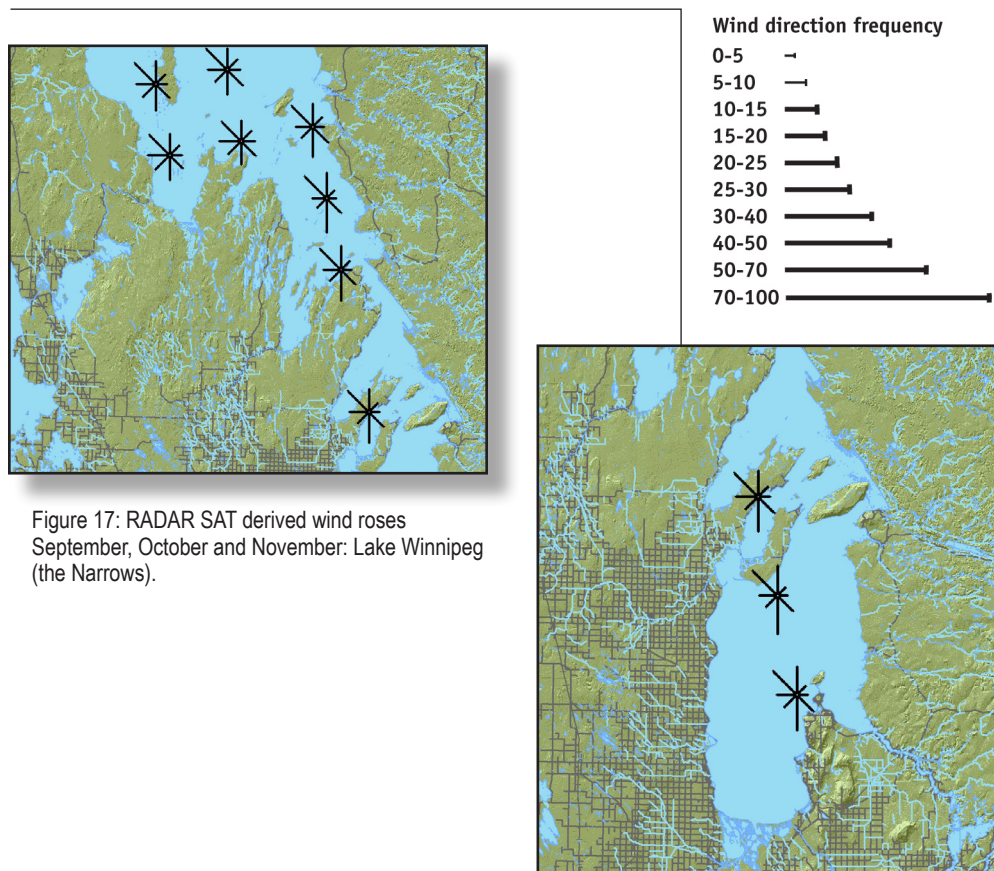 Wind direction frequency
0-5
5-10
10-15
15-20
20-25
25-30
30-40
40-50
50-70
70-100
Figure 17: RADAR SAT derived wind roses
September, October and November: Lake Winnipeg
(the Narrows).